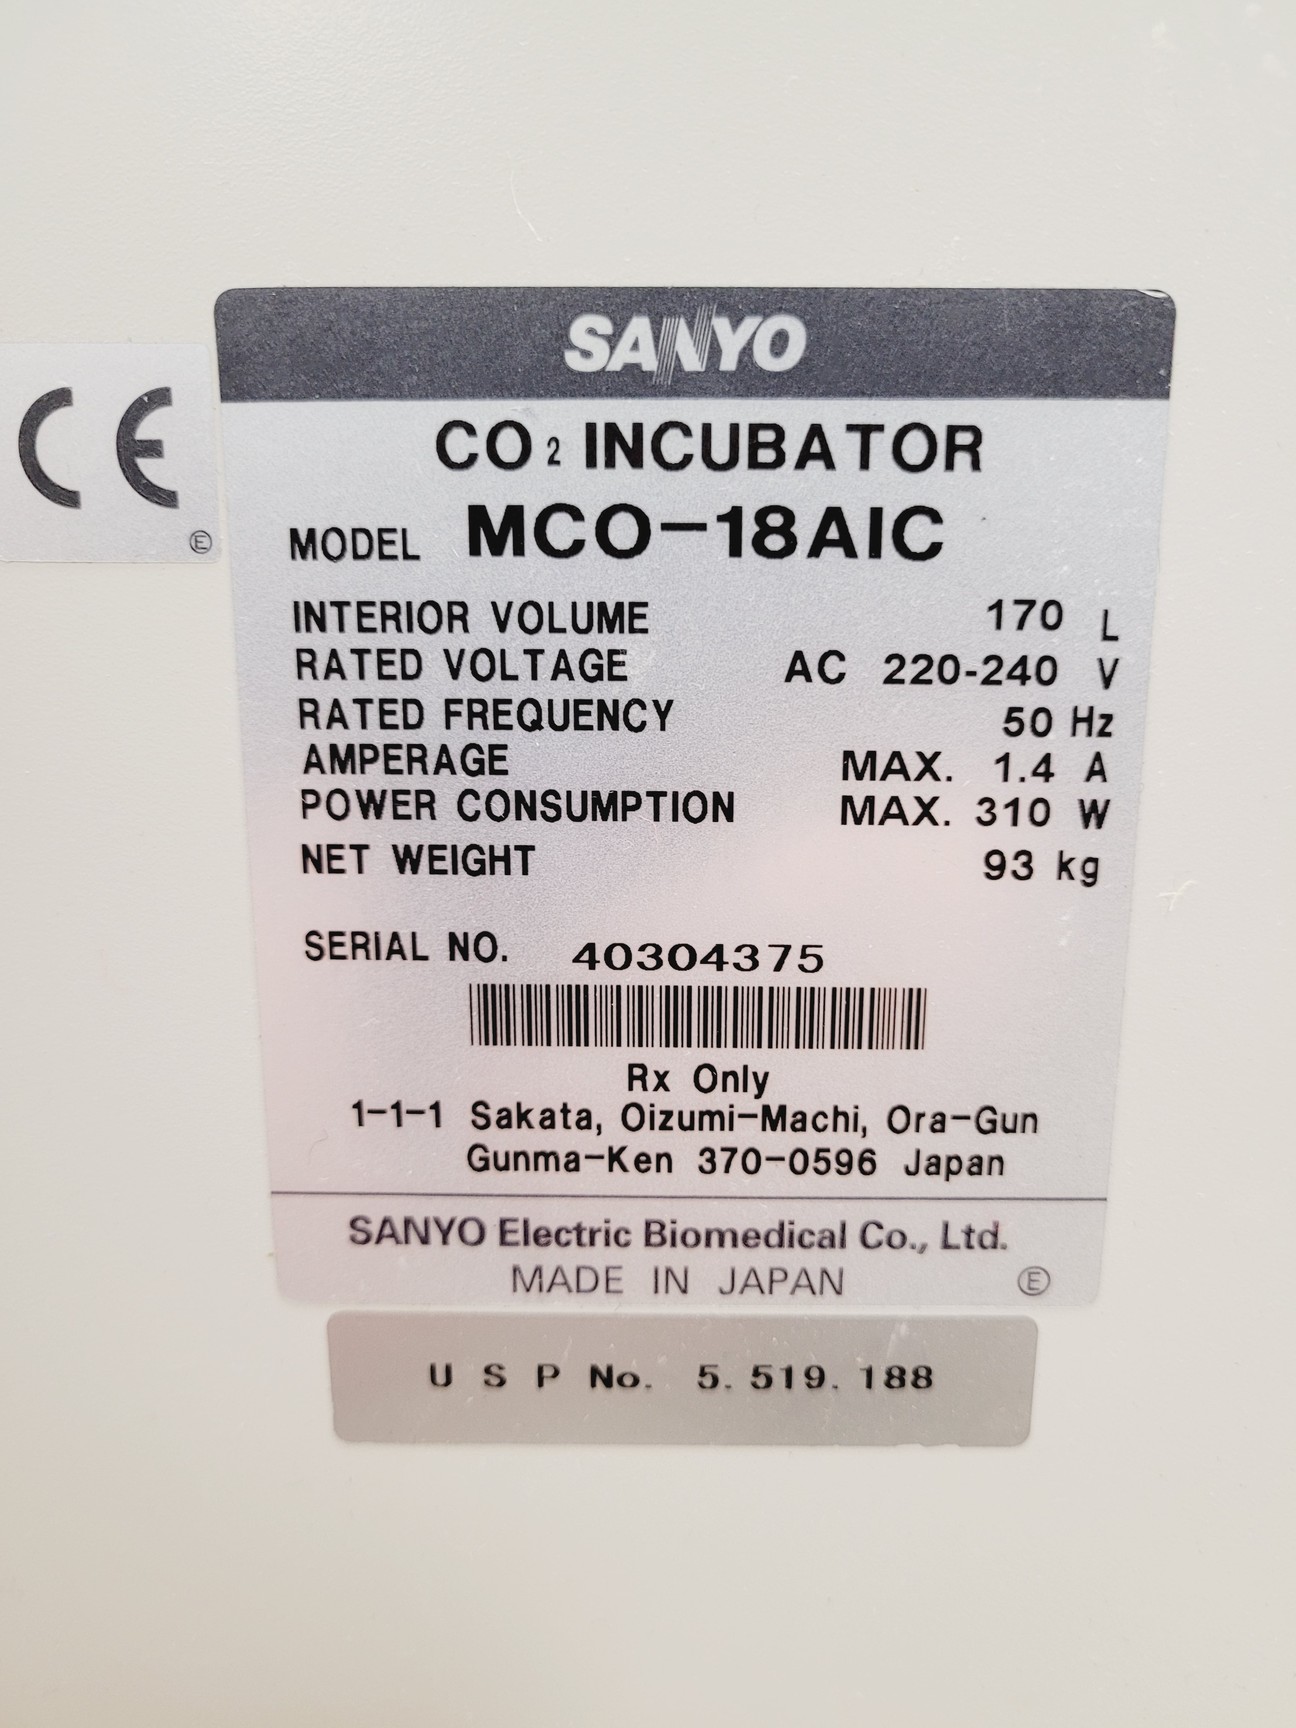 SANYO
CE
Ⓔ
CO₂ INCUBATOR
MODEL MCO-18AIC
INTERIOR VOLUME 170 L
RATED VOLTAGE AC 220-240 V
RATED FREQUENCY 50 Hz
AMPERAGE MAX. 1.4 A
POWER CONSUMPTION MAX. 310 W
NET WEIGHT 93 kg
SERIAL NO. 40304375
Rx Only
1-1-1 Sakata, Oizumi-Machi, Ora-Gun
Gunma-Ken 370-0596 Japan
SANYO Electric Biomedical Co., Ltd.
MADE IN JAPAN Ⓔ
U S P No. 5. 519. 188